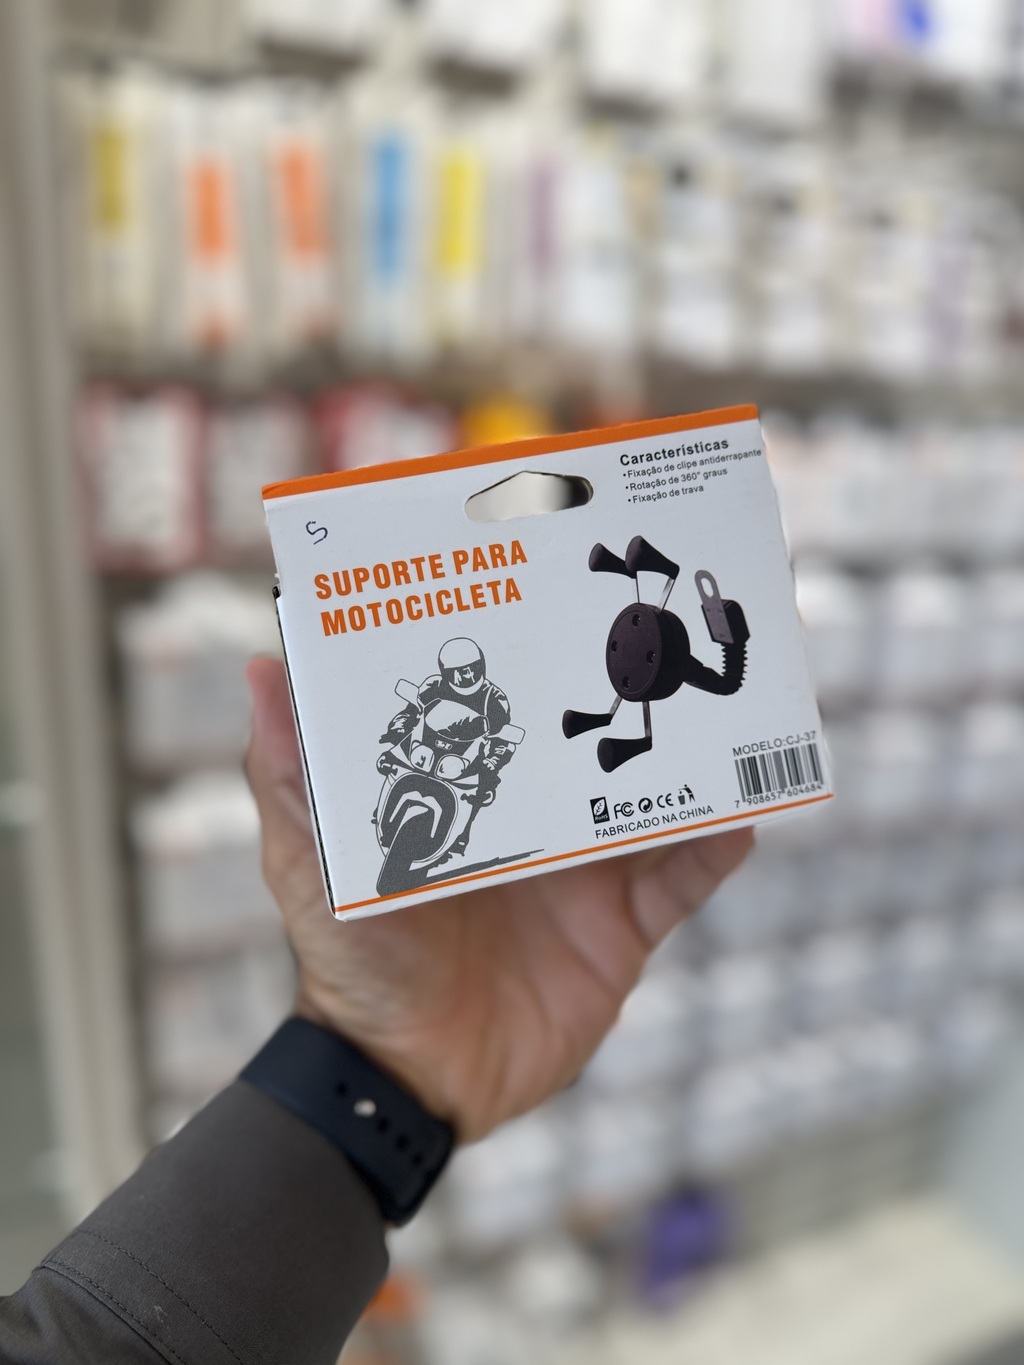 Características
•Fixação de clipe antiderrapante
•Rotação de 360° graus
•Fixação de trava
S
SUPORTE PARA
MOTOCICLETA
MODELO:CJ-37
7 908657 604684
RoHS FC CE
FABRICADO NA CHINA